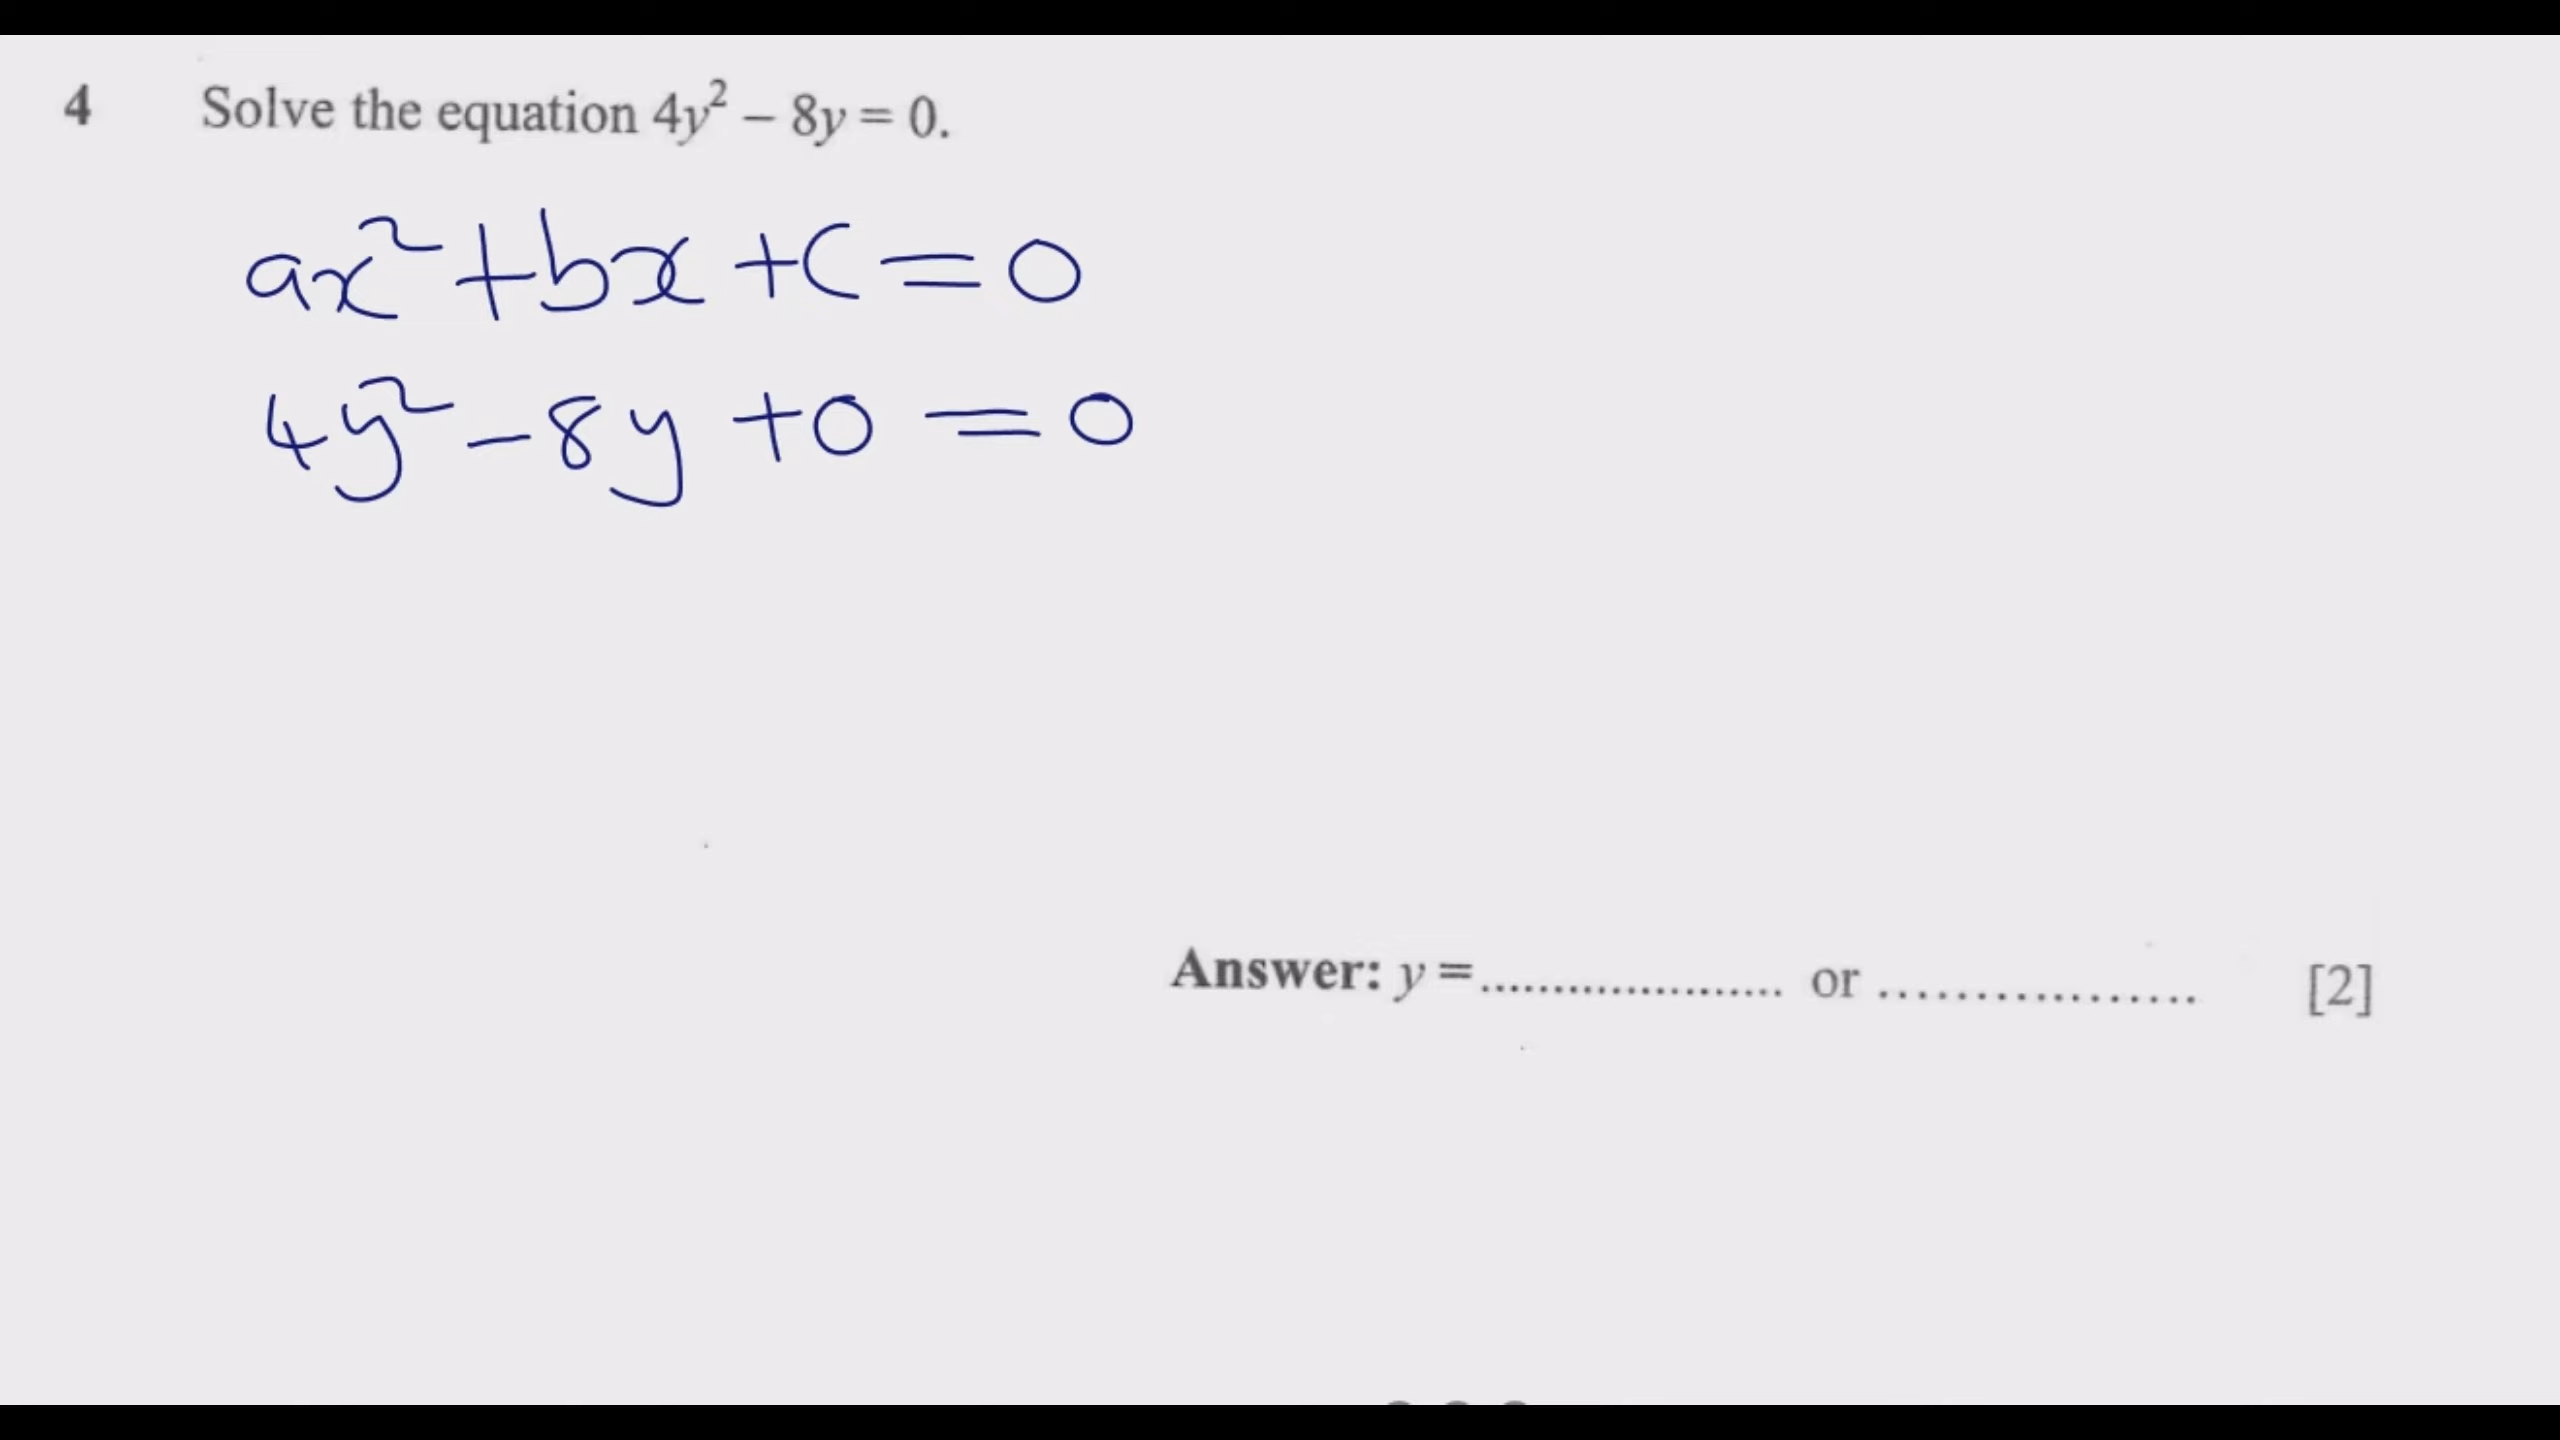 4 Solve the equation 4y² – 8y = 0.
ax² + bx + c = 0
4y² - 8y + 0 = 0
Answer: y = ..................... or ................. [2]